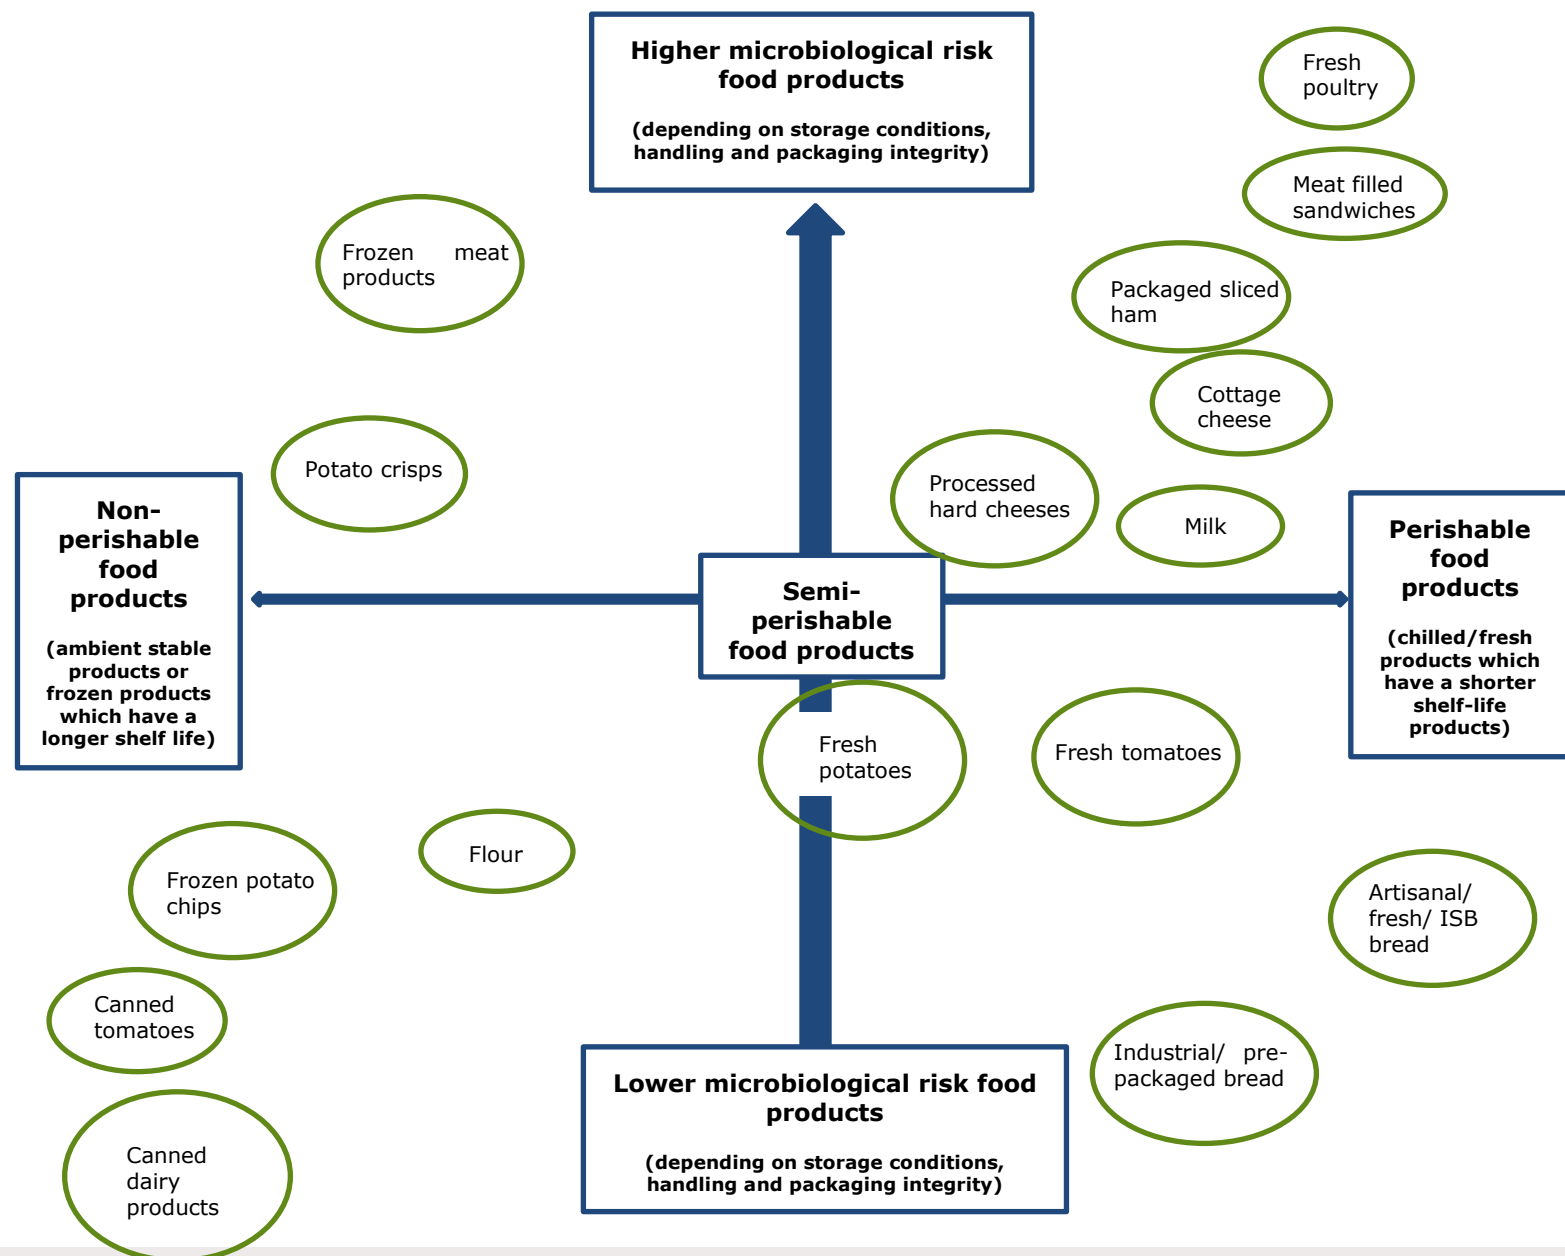 Higher microbiological risk
food products
(depending on storage conditions,
handling and packaging integrity)
Fresh
poultry
Meat filled
sandwiches
Frozen meat
products
Packaged sliced
ham
Cottage
cheese
Potato crisps
Processed
hard cheeses
Milk
Non-
perishable
food
products
(ambient stable
products or
frozen products
which have a
longer shelf life)
Semi-
perishable
food products
Perishable
food
products
(chilled/fresh
products which
have a shorter
shelf-life
products)
Fresh
potatoes
Fresh tomatoes
Flour
Frozen potato
chips
Artisanal/
fresh/ ISB
bread
Canned
tomatoes
Industrial/ pre-
packaged bread
Lower microbiological risk food
products
(depending on storage conditions,
handling and packaging integrity)
Canned
dairy
products